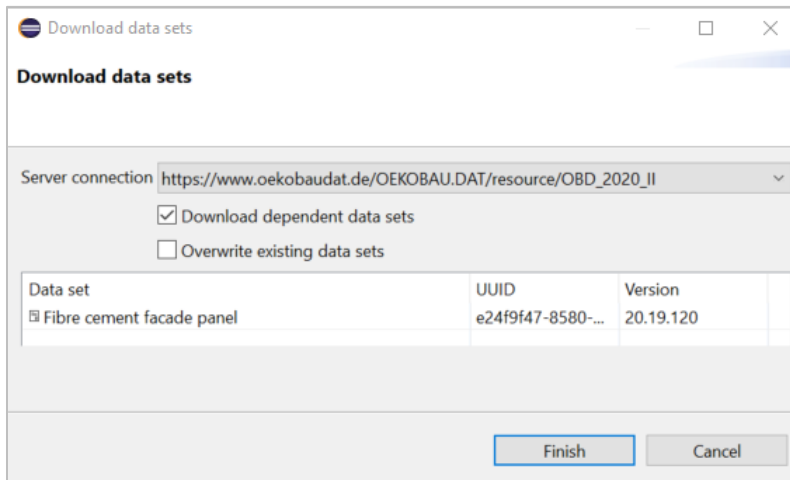 Download data sets
Download data sets
Server connection https://www.oekobaudat.de/OEKOBAU.DAT/resource/OBD_2020_II
Download dependent data sets
Overwrite existing data sets
Data set UUID Version
Fibre cement facade panel e24f9f47-8580-... 20.19.120
Finish Cancel